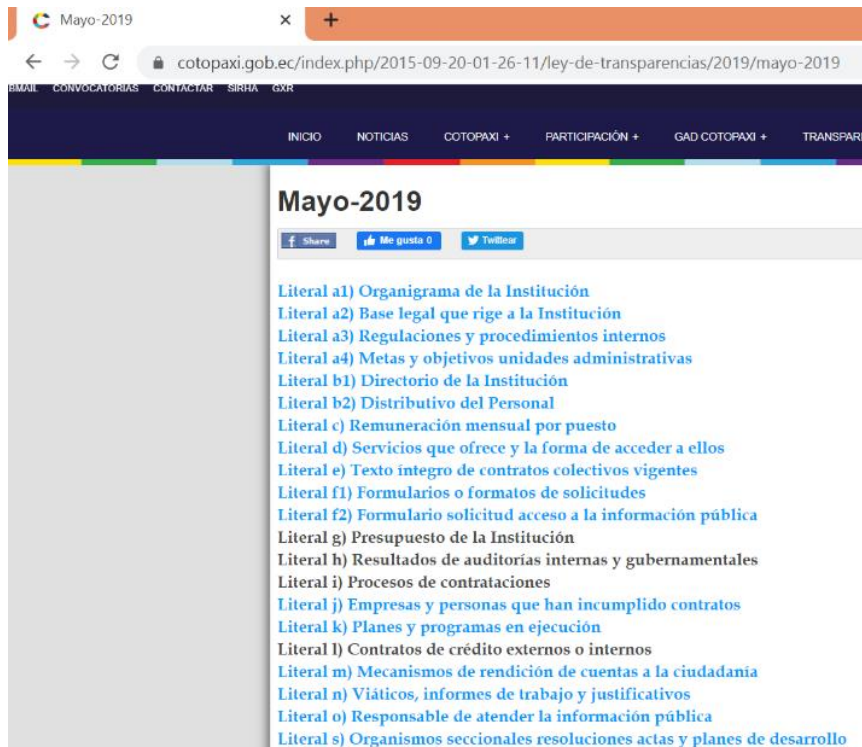 Mayo-2019
cotopaxi.gob.ec/index.php/2015-09-20-01-26-11/ley-de-transparencias/2019/mayo-2019
CONVOCATORIAS CONTACTAR SIRHA GXR
INICIO NOTICIAS COTOPAXI + PARTICIPACIÓN + GAD COTOPAXI + TRANSPAR
Mayo-2019
f Share Me gusta 0 Twittear
Literal a1) Organigrama de la Institución
Literal a2) Base legal que rige a la Institución
Literal a3) Regulaciones y procedimientos internos
Literal a4) Metas y objetivos unidades administrativas
Literal b1) Directorio de la Institución
Literal b2) Distributivo del Personal
Literal c) Remuneración mensual por puesto
Literal d) Servicios que ofrece y la forma de acceder a ellos
Literal e) Texto íntegro de contratos colectivos vigentes
Literal f1) Formularios o formatos de solicitudes
Literal f2) Formulario solicitud acceso a la información pública
Literal g) Presupuesto de la Institución
Literal h) Resultados de auditorías internas y gubernamentales
Literal i) Procesos de contrataciones
Literal j) Empresas y personas que han incumplido contratos
Literal k) Planes y programas en ejecución
Literal l) Contratos de crédito externos o internos
Literal m) Mecanismos de rendición de cuentas a la ciudadanía
Literal n) Viáticos, informes de trabajo y justificativos
Literal o) Responsable de atender la información pública
Literal s) Organismos seccionales resoluciones actas y planes de desarrollo